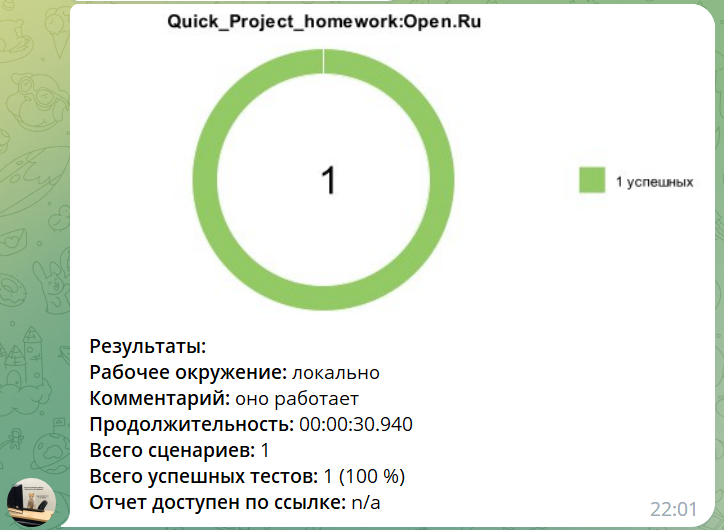 Quick_Project_homework:Open.Ru
1
1 успешных
Результаты:
Рабочее окружение: локально
Комментарий: оно работает
Продолжительность: 00:00:30.940
Всего сценариев: 1
Всего успешных тестов: 1 (100 %)
Отчет доступен по ссылке: n/a
22:01